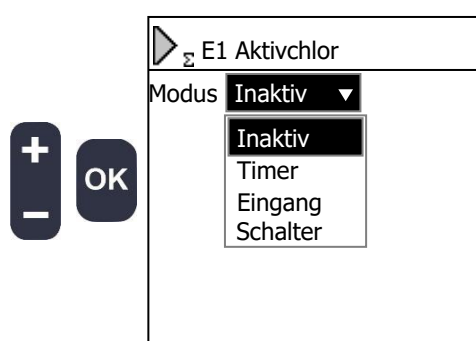 Σ E1 Aktivchlor
Modus Inaktiv ▼
Inaktiv
Timer
+
OK
Eingang
–
Schalter